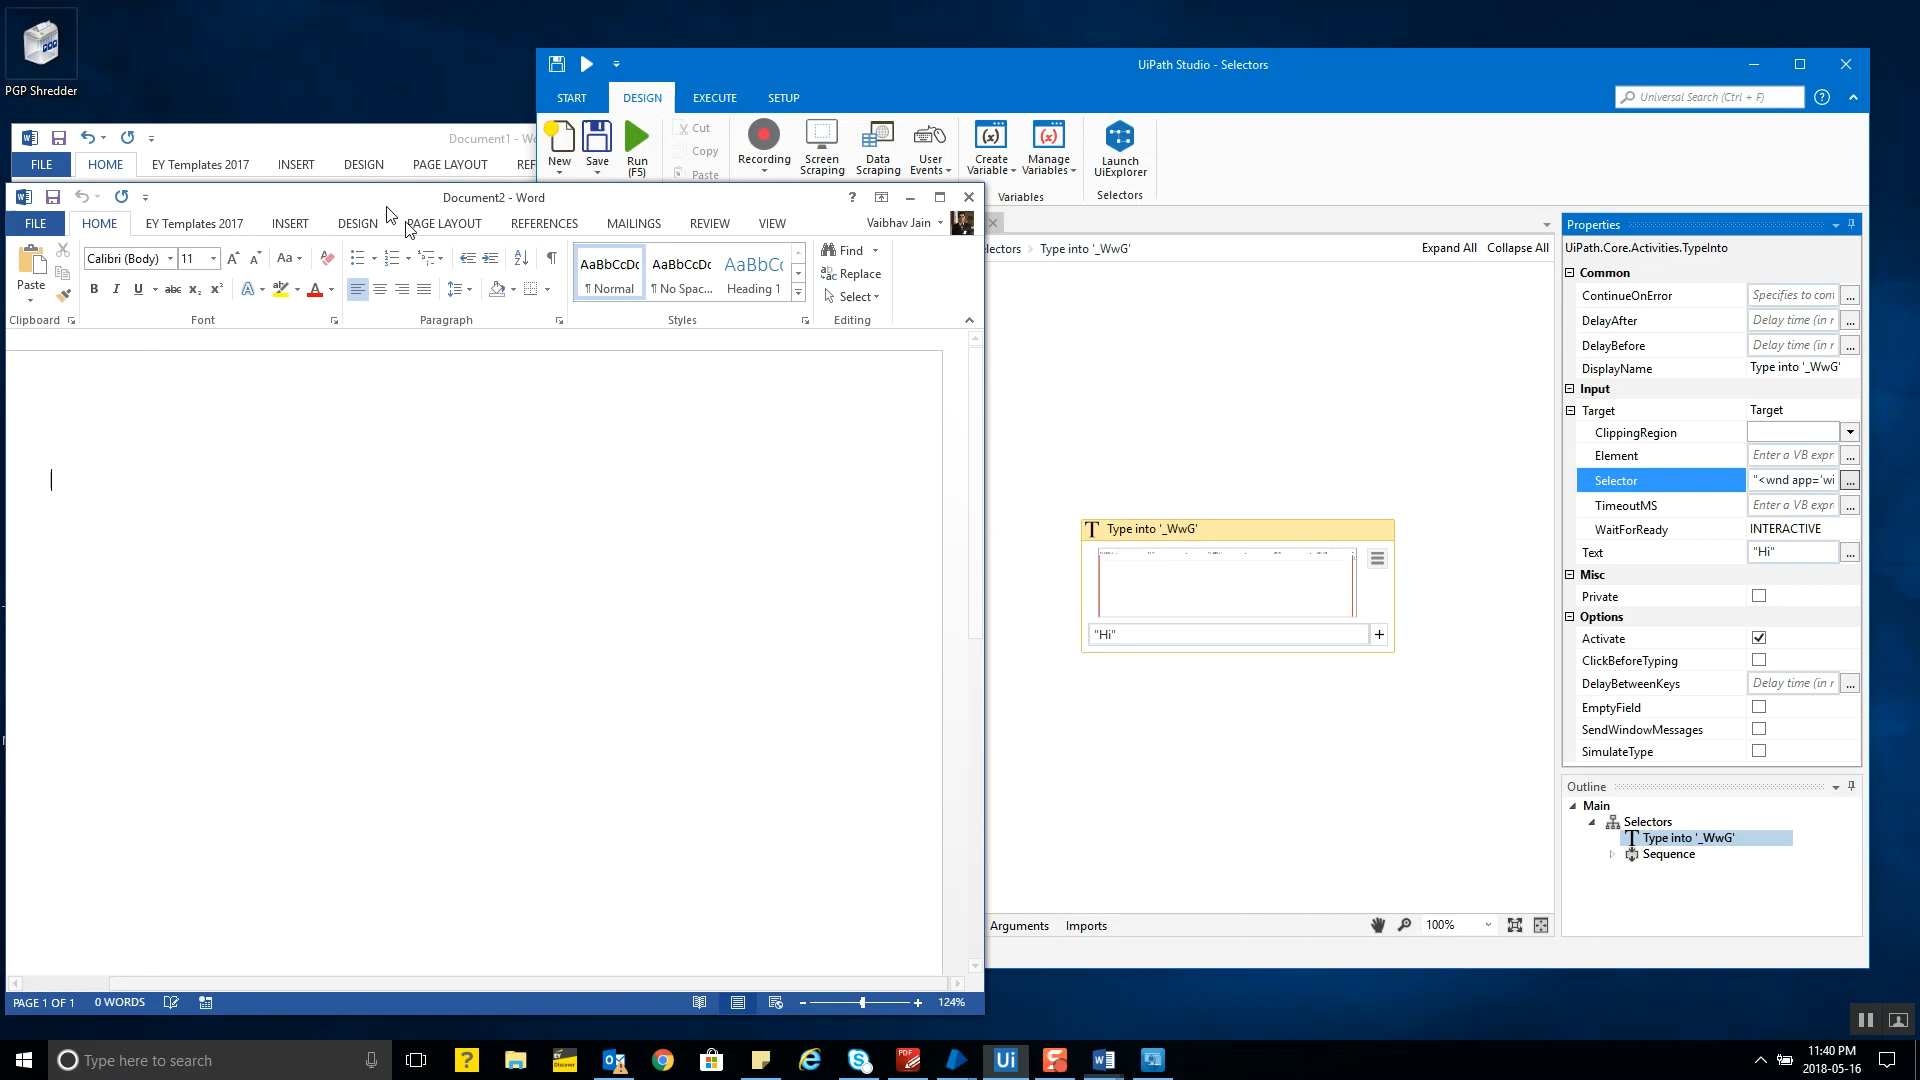 PGP Shredder
UiPath Studio - Selectors
START DESIGN EXECUTE SETUP
Universal Search (Ctrl + F)
New
Save
Run
(F5)
Cut
Copy
Paste
Recording
Screen
Scraping
Data
Scraping
User
Events
Create
Variable
Manage
Variables
Launch
UiExplorer
Variables
Selectors
Document1 -
FILE HOME EY Templates 2017 INSERT DESIGN PAGE LAYOUT
Document2 - Word
FILE HOME EY Templates 2017 INSERT DESIGN PAGE LAYOUT REFERENCES MAILINGS REVIEW VIEW Vaibhav Jain
Paste
Calibri (Body) 11
AaBbCcDc AaBbCcDc AaBbCc
¶ Normal ¶ No Spac... Heading 1
Find
Replace
Select
Clipboard Font Paragraph Styles Editing
PAGE 1 OF 1 0 WORDS 124%
Type into '_WwG' Expand All Collapse All
T Type into '_WwG'
"Hi"
Arguments Imports 100%
Properties
UiPath.Core.Activities.TypeInto
Common
ContinueOnError Specifies to cont ...
DelayAfter Delay time (in r ...
DelayBefore Delay time (in r ...
DisplayName Type into '_WwG'
Input
Target Target
ClippingRegion
Element Enter a VB expr ...
Selector "<wnd app='wi ...
TimeoutMS Enter a VB expr ...
WaitForReady INTERACTIVE
Text "Hi" ...
Misc
Private
Options
Activate
ClickBeforeTyping
DelayBetweenKeys Delay time (in r ...
EmptyField
SendWindowMessages
SimulateType
Outline
Main
Selectors
T Type into '_WwG'
Sequence
Type here to search
11:40 PM
2018-05-16